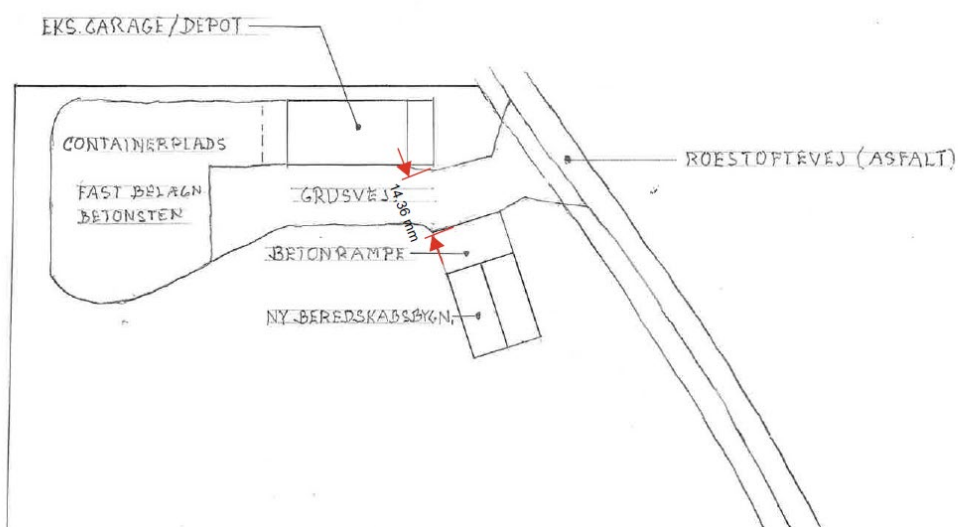 EKS. GARAGE/DEPOT
CONTAINERPLADS
ROESTOFTEVEJ (ASFALT)
FAST BELÆGN.
BETONSTEN
GRUSVEJ
14,36 mm
BETONRAMPE
NY BEREDSKABSBYGN.